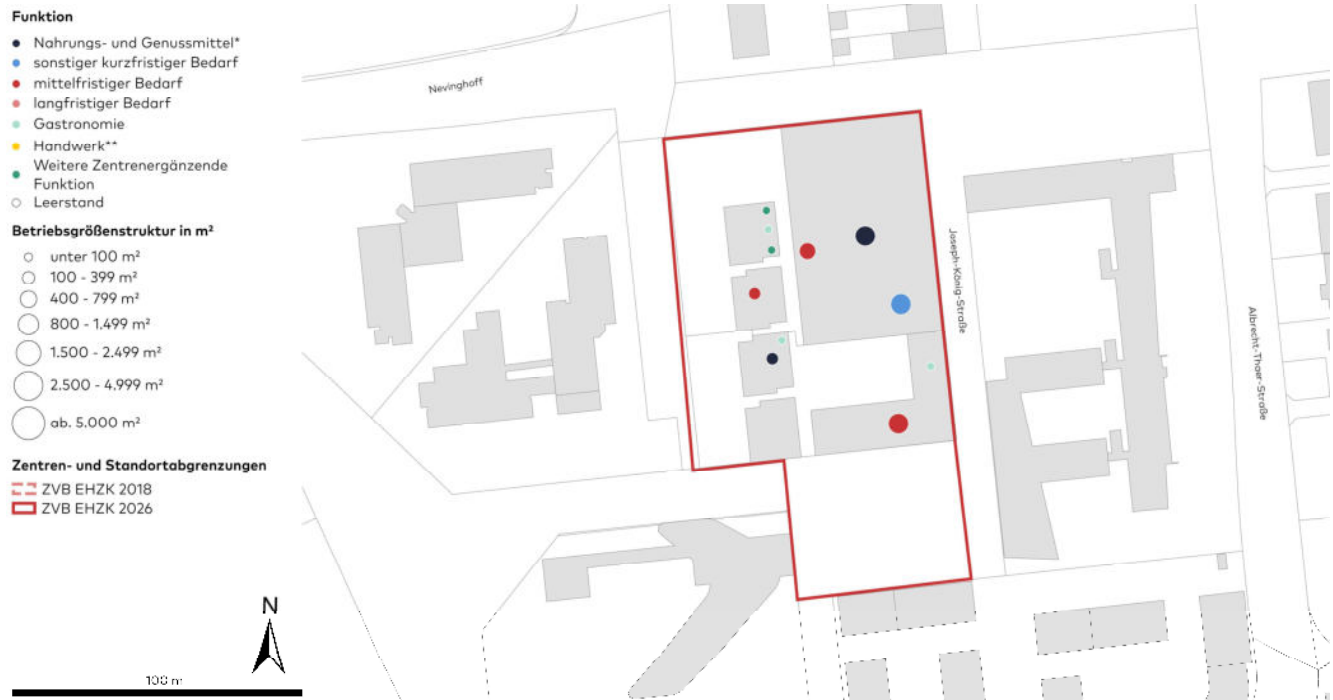 Funktion
Nahrungs- und Genussmittel*
sonstiger kurzfristiger Bedarf
mittelfristiger Bedarf
langfristiger Bedarf
Gastronomie
Handwerk**
Weitere Zentrenergänzende
Funktion
Leerstand
Betriebsgrößenstruktur in m²
unter 100 m²
100 - 399 m²
400 - 799 m²
800 - 1.499 m²
1.500 - 2.499 m²
2.500 - 4.999 m²
ab. 5.000 m²
Zentren- und Standortabgrenzungen
ZVB EHZK 2018
ZVB EHZK 2026
N
100 m
Nevinghoff
Joseph-König-Straße
Albrecht-Thaer-Straße